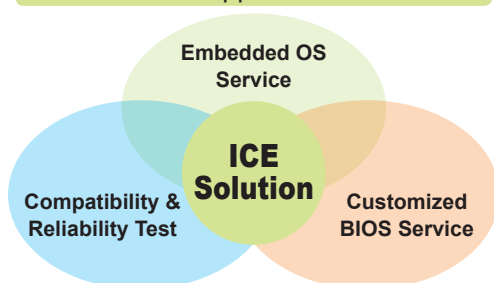 Embedded OS
Service
ICE
Solution
Compatibility &
Reliability Test
Customized
BIOS Service